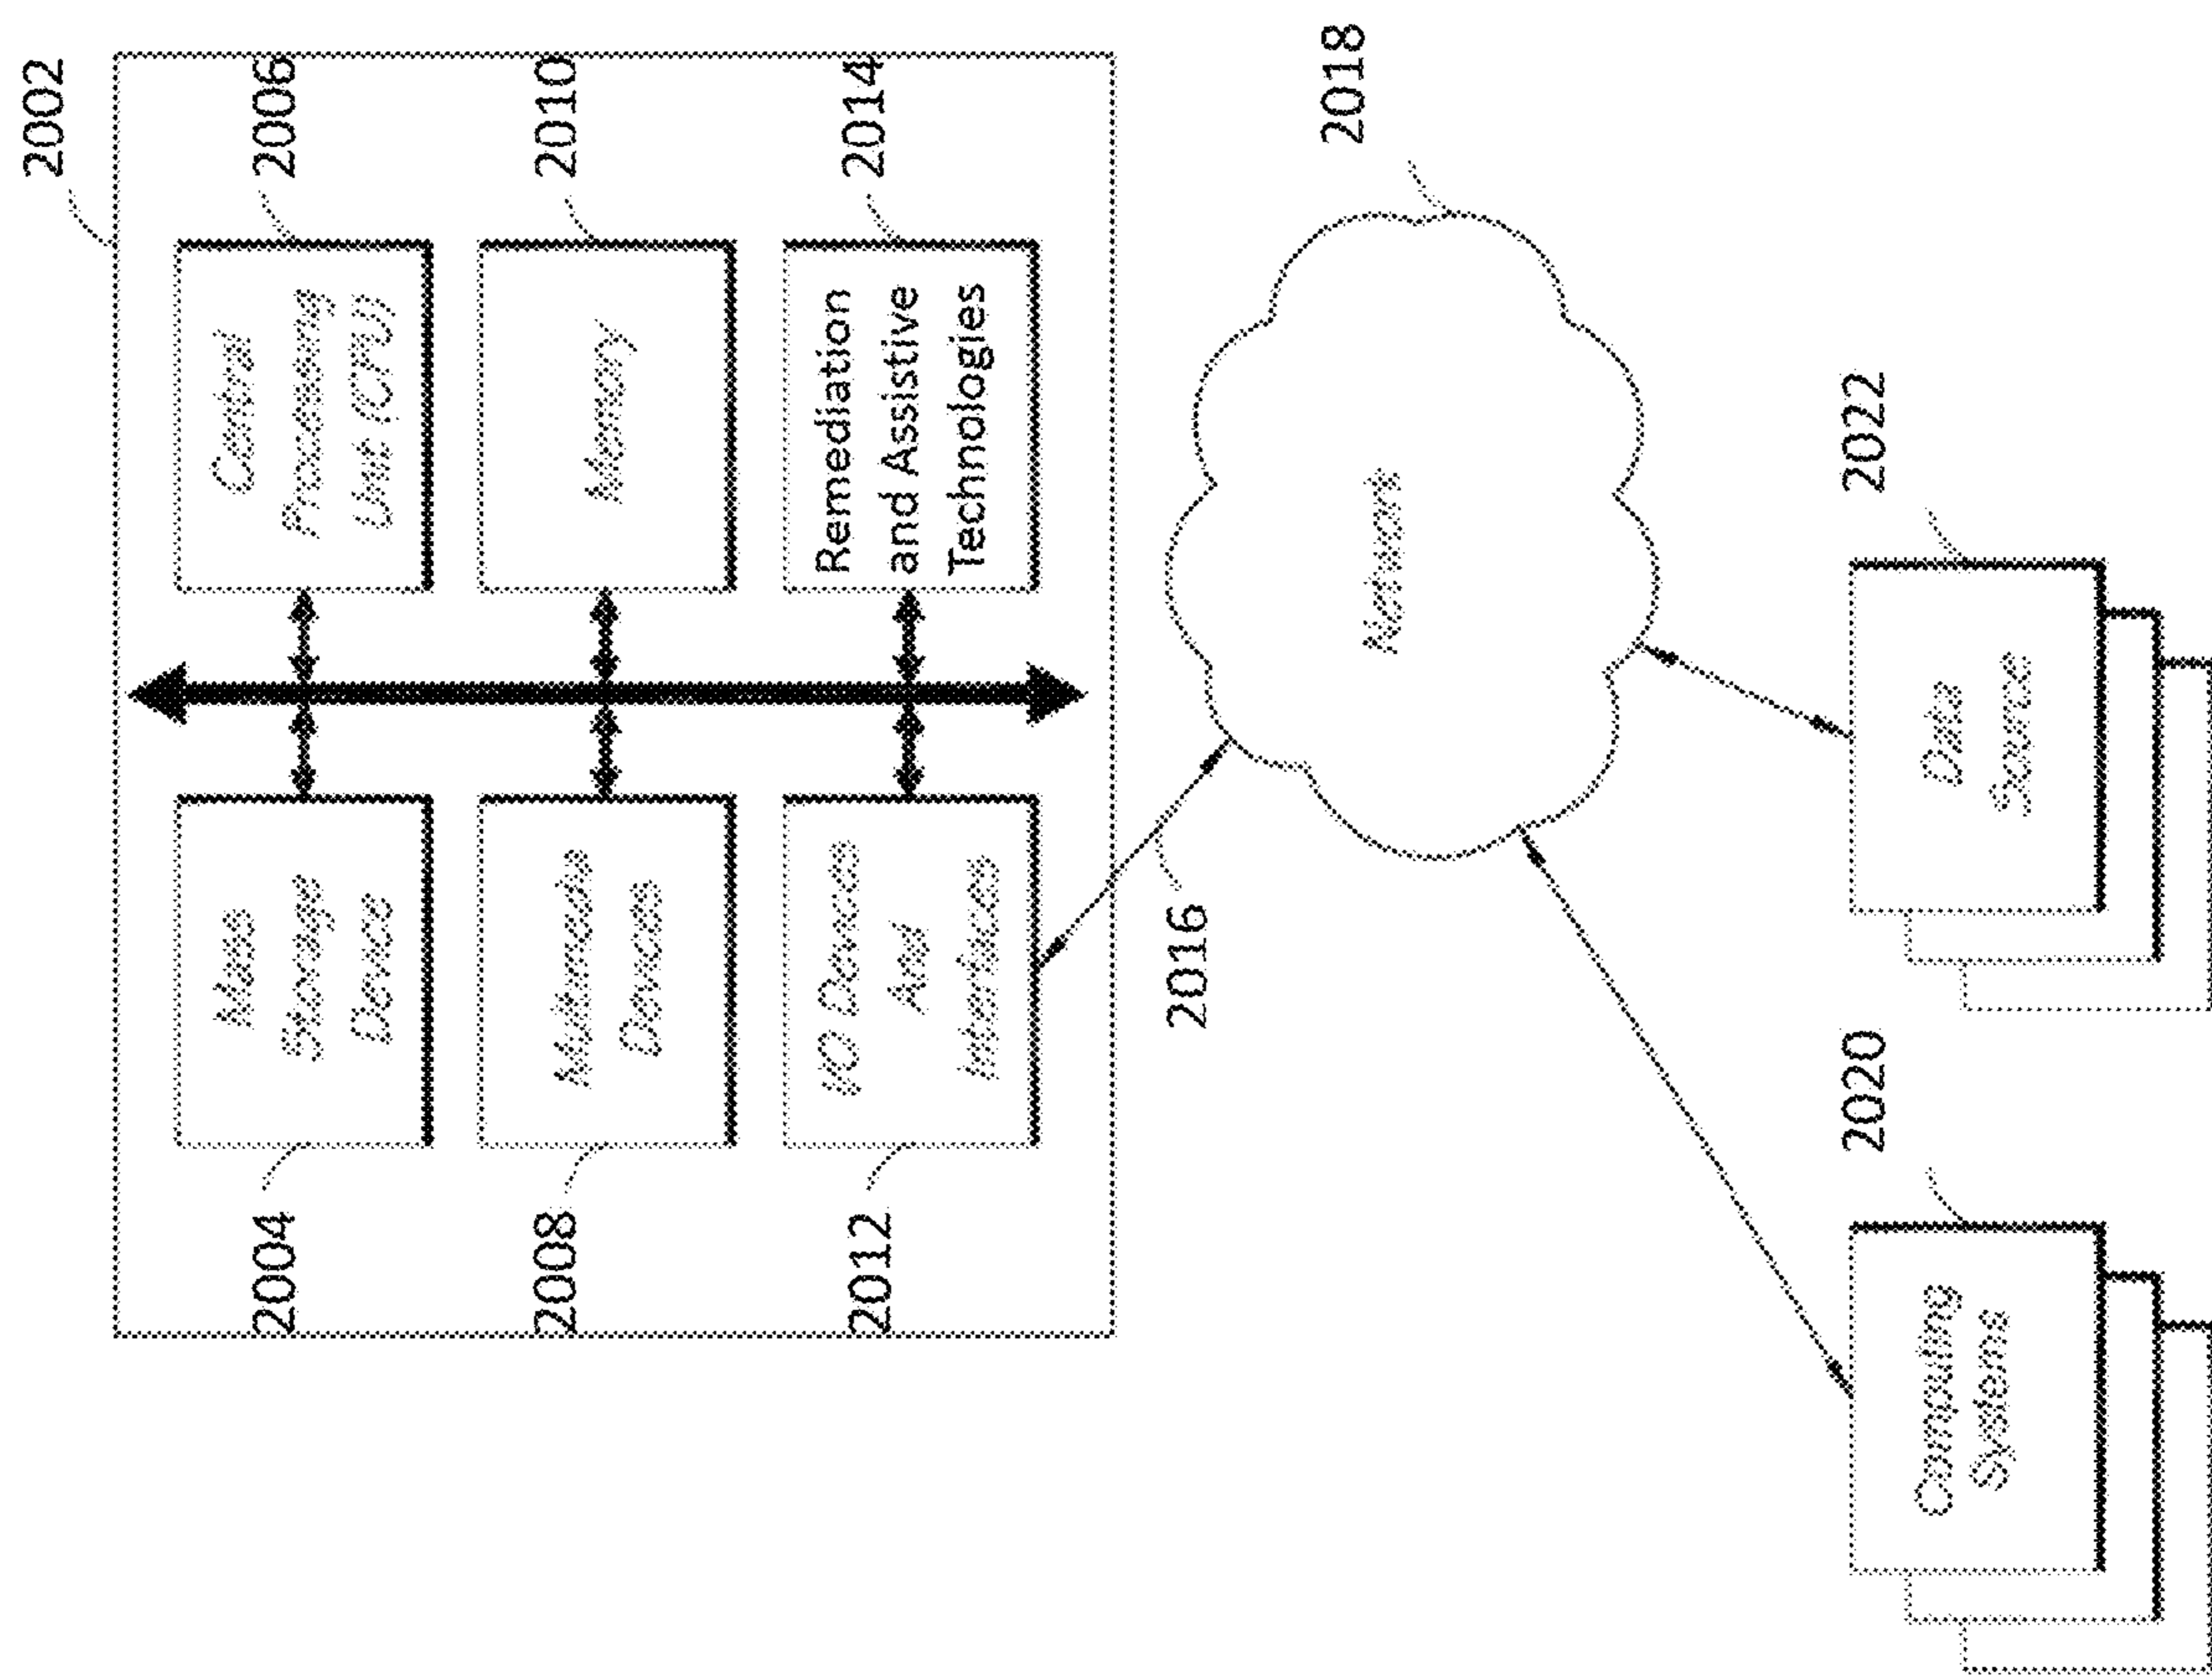 2002
2004
Mass
Storage
Device
Central
Processing
Unit (CPU)
2006
2008
Multimedia
Devices
Memory
2010
2012
I/O Devices
And
Interfaces
Remediation
and Assistive
Technologies
2014
2016
Network
2018
2020
Computing
Systems
2022
Data
Source